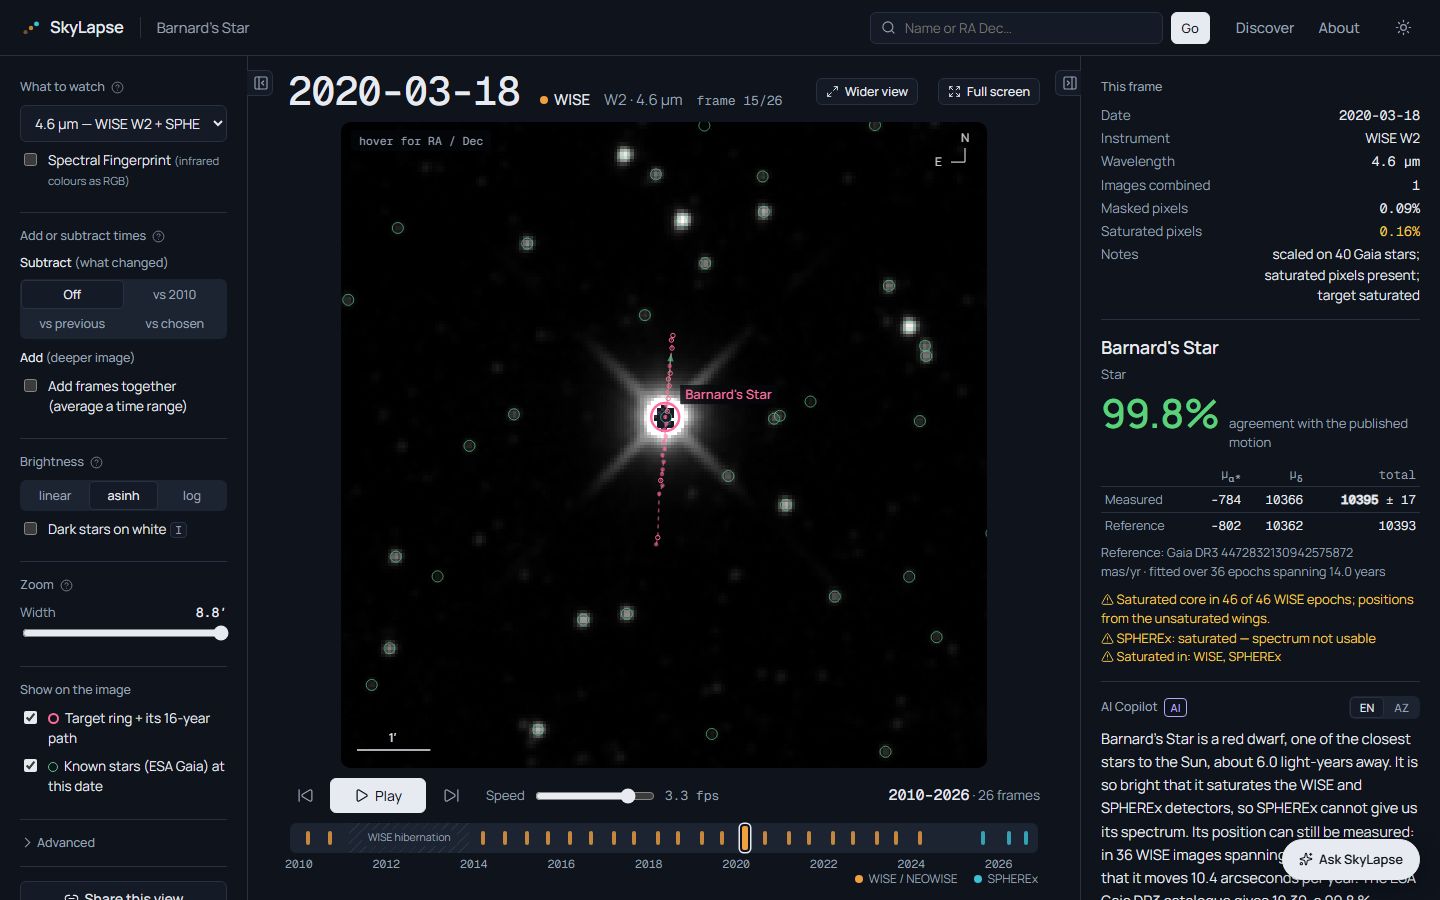 SkyLapse
Barnard's Star
Name or RA Dec...
Go
Discover
About
What to watch
4.6 µm — WISE W2 + SPHE
Spectral Fingerprint (infrared
colours as RGB)
Add or subtract times
Subtract (what changed)
Off
vs 2010
vs previous
vs chosen
Add (deeper image)
Add frames together
(average a time range)
Brightness
linear
asinh
log
Dark stars on white I
Zoom
Width 8.8′
Show on the image
Target ring + its 16-year
path
Known stars (ESA Gaia) at
this date
Advanced
Share this view
2020-03-18
WISE W2 · 4.6 µm frame 15/26
Wider view
Full screen
hover for RA / Dec
N
E
Barnard's Star
1′
Play
Speed
3.3 fps
2010–2026 · 26 frames
WISE hibernation
2010 2012 2014 2016 2018 2020 2022 2024 2026
WISE / NEOWISE
SPHEREx
This frame
Date 2020-03-18
Instrument WISE W2
Wavelength 4.6 µm
Images combined 1
Masked pixels 0.09%
Saturated pixels 0.16%
Notes scaled on 40 Gaia stars;
saturated pixels present;
target saturated
Barnard's Star
Star
99.8% agreement with the published
motion
µα* µδ total
Measured -784 10366 10395 ± 17
Reference -802 10362 10393
Reference: Gaia DR3 4472832130942575872
mas/yr · fitted over 36 epochs spanning 14.0 years
Saturated core in 46 of 46 WISE epochs; positions
from the unsaturated wings.
SPHEREx: saturated — spectrum not usable
Saturated in: WISE, SPHEREx
AI Copilot AI
EN
AZ
Barnard's Star is a red dwarf, one of the closest
stars to the Sun, about 6.0 light-years away. It is
so bright that it saturates the WISE and
SPHEREx detectors, so SPHEREx cannot give us
its spectrum. Its position can still be measured:
in 36 WISE images spanning
that it moves 10.4 arcseconds per year. The ESA
Gaia DR3 catalogue gives 10.39, a 99.8 %
Ask SkyLapse